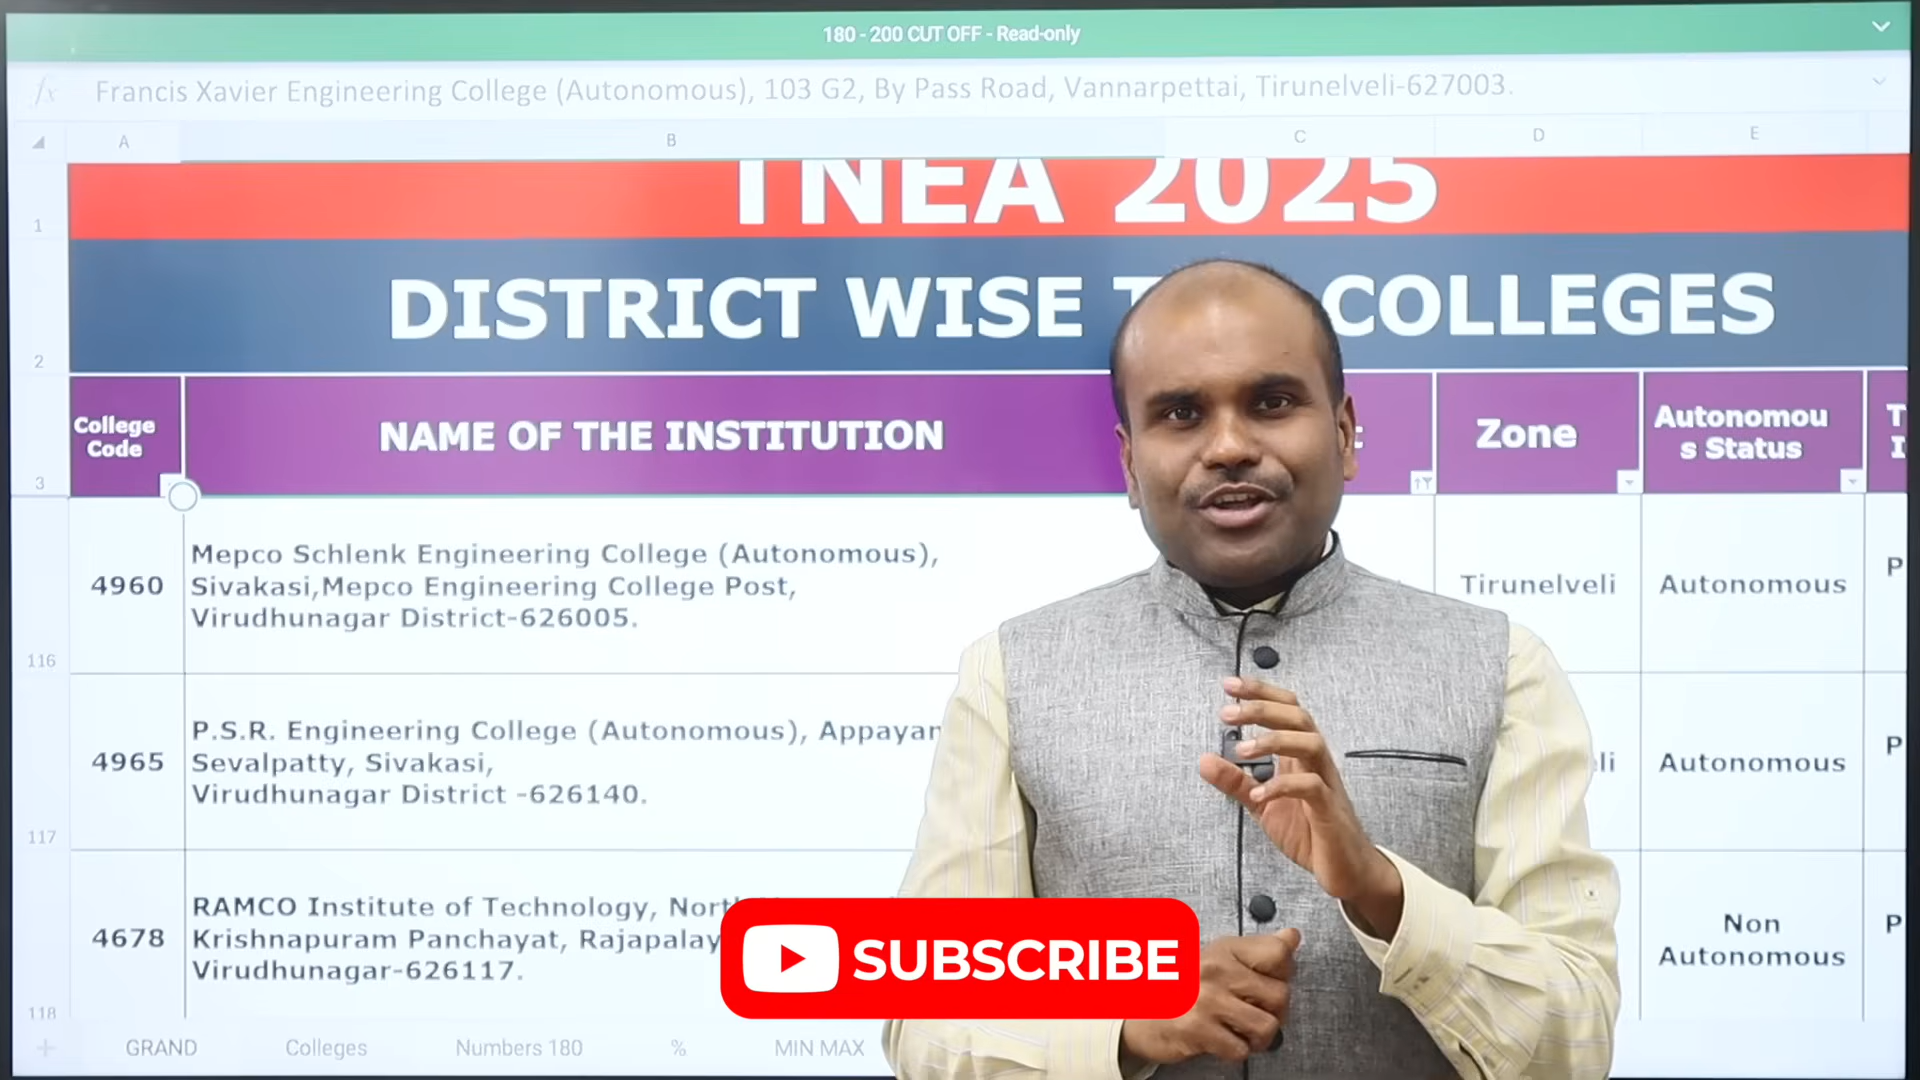 180 - 200 CUT OFF - Read-only
fx Francis Xavier Engineering College (Autonomous), 103 G2, By Pass Road, Vannarpettai, Tirunelveli-627003.
A B C D E
1 TNEA 2025
2 DISTRICT WISE COLLEGES
College
Code
NAME OF THE INSTITUTION
Zone
Autonomou
s Status
3
4960
Mepco Schlenk Engineering College (Autonomous),
Sivakasi,Mepco Engineering College Post,
Virudhunagar District-626005.
Tirunelveli
Autonomous
116
4965
P.S.R. Engineering College (Autonomous),
Sevalpatty, Sivakasi,
Virudhunagar District -626140.
Autonomous
117
4678
RAMCO Institute of Technology,
Krishnapuram Panchayat,
Virudhunagar-626117.
Non
Autonomous
118
SUBSCRIBE
+ GRAND Colleges Numbers 180 % MIN MAX